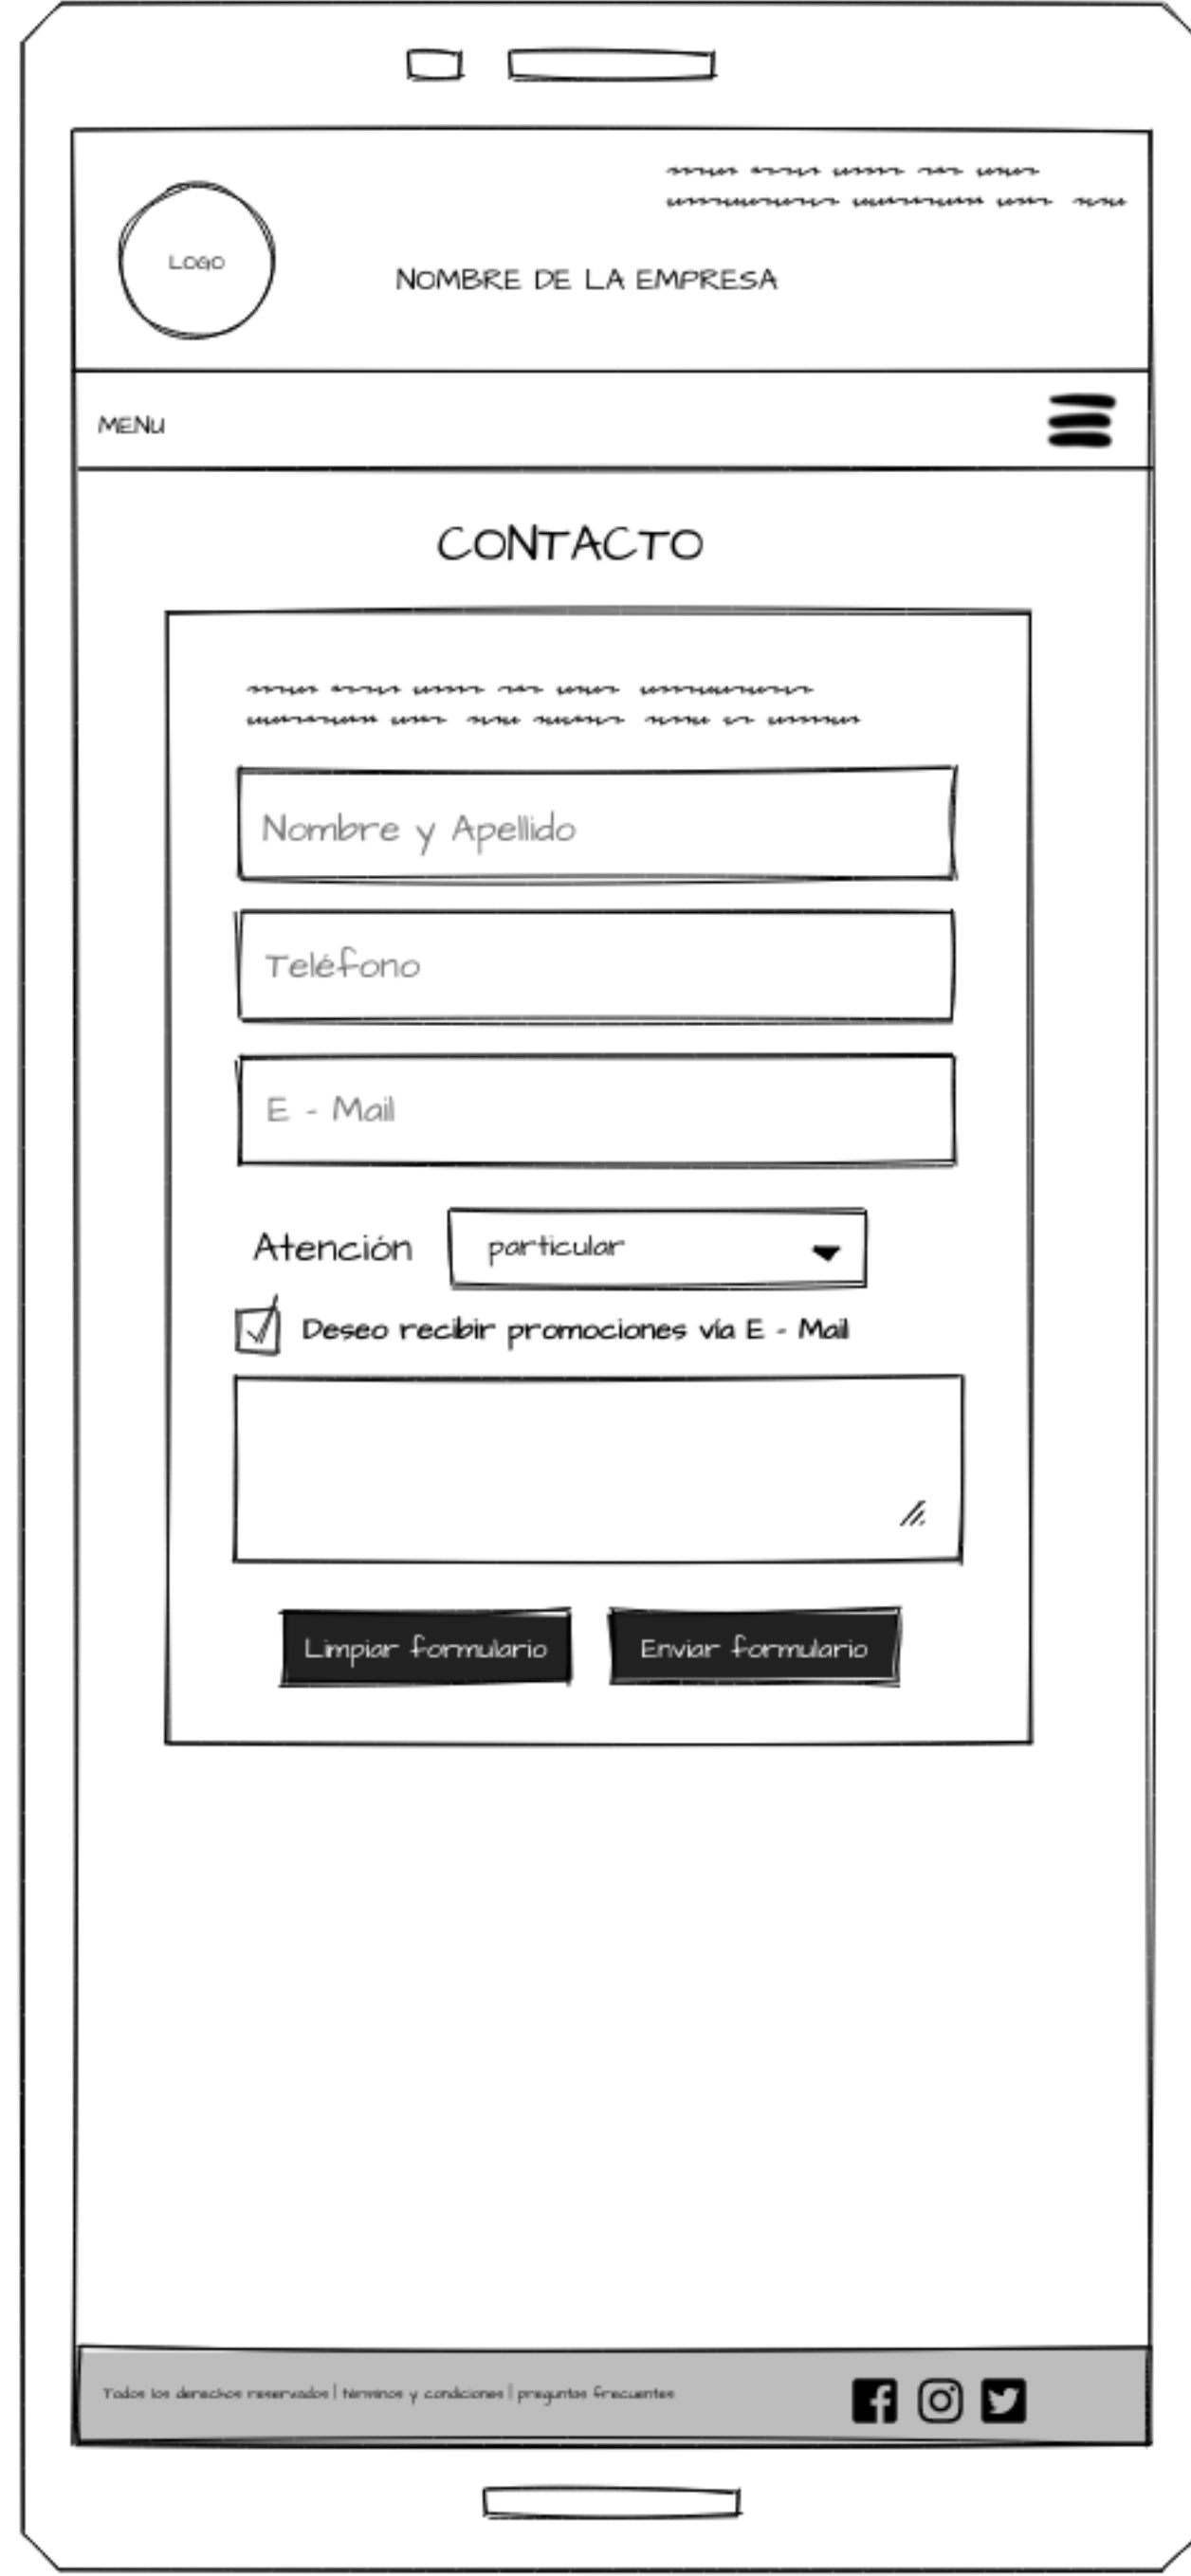 LOGO
NOMBRE DE LA EMPRESA
MENU
CONTACTO
Nombre y Apellido
Teléfono
E - Mail
Atención particular
Deseo recibir promociones vía E - Mail
Limpiar formulario Enviar formulario
Todos los derechos reservados | términos y condiciones | preguntas frecuentes